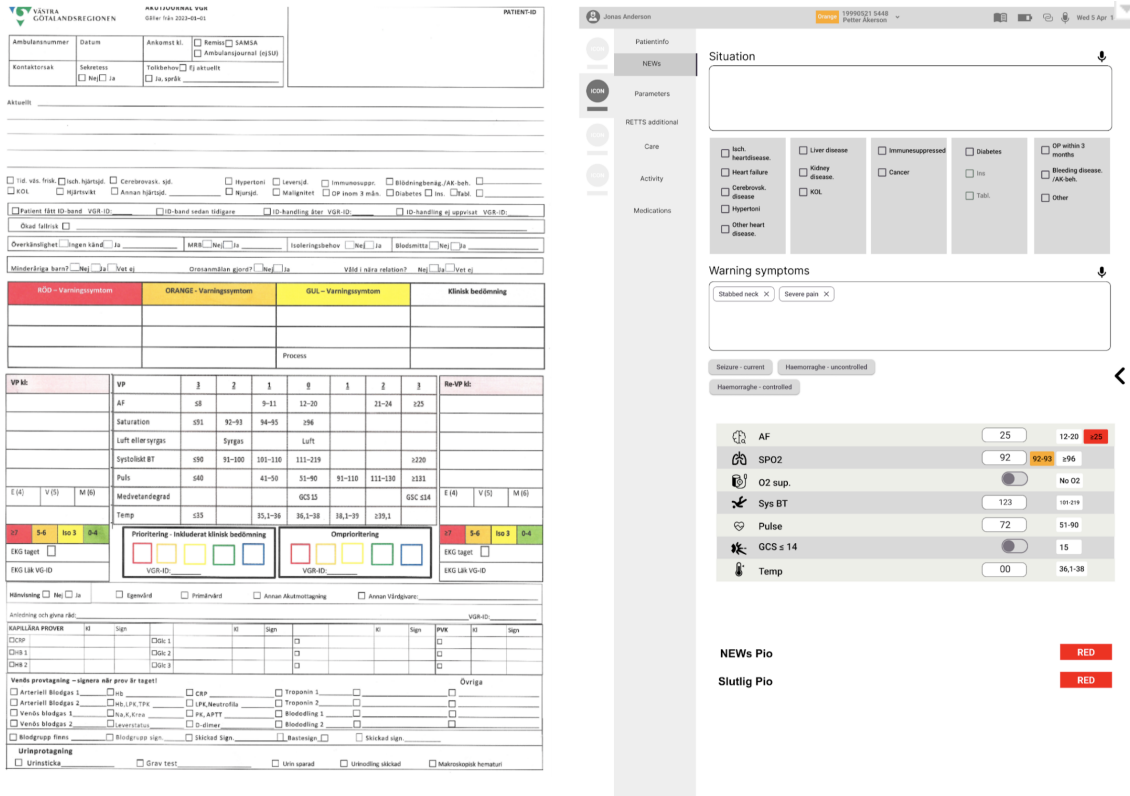 VÄSTRA
GÖTALANDSREGIONEN
AKUTJOURNAL VGR
Gäller från 2023-01-01
PATIENT-ID
Ambulansnummer Datum Ankomst kl. Remiss SAMSA
Ambulansjournal (ejSU)
Kontaktorsak Sekretess Tolkbehov Ej aktuellt
Nej Ja Ja, språk
Aktuellt
Tid. väs. frisk. Isch.hjärtsjd. Cerebrovask. sjd. Hypertoni Leversjd. Immunosuppr. Blödningbenäg./AK-beh.
KOL Hjärtsvikt Annan hjärtsjd. Njursjd. Malignitet OP inom 3 mån. Diabetes Ins. Tabl.
Patient fått ID-band VGR-ID: ID-band sedan tidigare ID-handling åter VGR-ID: ID-handling ej uppvisat VGR-ID:
Ökad fallrisk
Överkänslighet Ingen känd Ja MRB Nej Ja Isoleringsbehov Nej Ja Blodsmitta Nej Ja
Minderåriga barn? Nej Ja Vet ej Orosanmälan gjord? Nej Ja Våld i nära relation? Nej Ja Vet ej
RÖD – Varningssymtom ORANGE - Varningssymtom GUL – Varningssymtom Klinisk bedömning
Process
VP kl: VP 3 2 1 0 1 2 3 Re-VP kl:
AF ≤8 9-11 12-20 21-24 ≥25
Saturation ≤91 92-93 94-95 ≥96
Luft eller syrgas Syrgas Luft
Systoliskt BT ≤90 91-100 101-110 111-219 ≥220
Puls ≤40 41-50 51-90 91-110 111-130 ≥131
E (4) V (5) M (6) Medvetandegrad GCS 15 GSC ≤14 E (4) V (5) M (6)
Temp ≤35 35,1-36 36,1-38 38,1-39 ≥39,1
≥7 5-6 Iso 3 0-4 Prioritering - Inkluderat klinisk bedömning Omprioritering ≥7 5-6 Iso 3 0-4
EKG taget EKG taget
EKG Läk VG-ID VGR-ID: VGR-ID: EKG Läk VG-ID
Hänvisning Nej Ja Egenvård Primärvård Annan Akutmottagning Annan Vårdgivare:
Anledning och givna råd: VGR-ID:
KAPILLÄRA PROVER Kl Sign Kl Sign Kl Sign PVK Kl Sign
CRP Glc 1
HB 1 Glc 2
HB 2 Glc 3
Venös provtagning – signera när prov är taget! Övriga
Arteriell Blodgas 1 Hb CRP Troponin 1
Arteriell Blodgas 2 Hb,LPK,TPK LPK,Neutrofila Troponin 2
Venös blodgas 1 Na,K,Krea PK, APTT Blododling 1
Venös blodgas 2 Leverstatus D-dimer Blododling 2
Blodgrupp finns Blodgrupp sign. Skickad Sign. Bastesign Skickad sign.
Urinprotagning
Urinsticka Grav test Urin sparad Urinodling skickad Makroskopisk hematuri
Jonas Anderson
Orange
19990521 5448
Petter Åkerson
Wed 5 Apr 1
ICON
ICON
ICON
ICON
Patientinfo
NEWs
Parameters
RETTS additional
Care
Activity
Medications
Situation
Isch.
heartdisease.
Heart failure
Cerebrovak.
disease
Hypertoni
Other heart
disease.
Liver disease
Kidney
disease.
KOL
Immunesuppressed
Cancer
Diabetes
Ins
Tabl.
OP within 3
months
Bleeding disease.
/AK-beh.
Other
Warning symptoms
Stabbed neck ✕ Severe pain ✕
Seizure - current Haemorraghe - uncontrolled
Haemorraghe - controlled
AF 25 12-20 ≥25
SPO2 92 92-93 ≥96
O2 sup. No O2
Sys BT 123 101-219
Pulse 72 51-90
GCS ≤ 14 15
Temp 00 36,1-38
NEWs Pio RED
Slutlig Pio RED